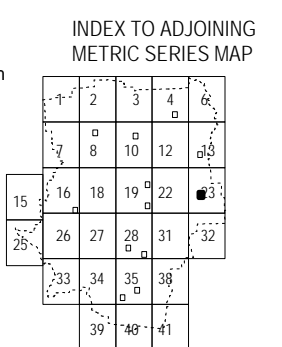 INDEX TO ADJOINING
METRIC SERIES MAP
n
1 2 3 4 6
7 8 10 12 13
15 16 18 19 22 23
25 26 27 28 31 32
33 34 35 38
39 40 41